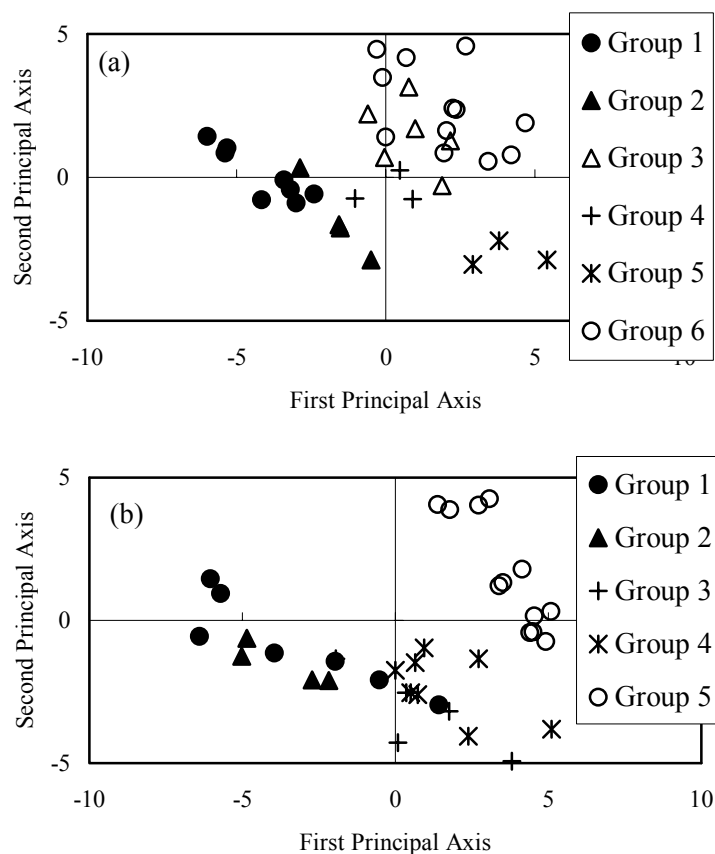 5
(a)
Group 1
Group 2
Group 3
0
Group 4
Group 5
Group 6
-5
-10
-5
0
5
10
Second Principal Axis
First Principal Axis
5
(b)
Group 1
Group 2
0
Group 3
Group 4
Group 5
-5
-10
-5
0
5
10
Second Principal Axis
First Principal Axis